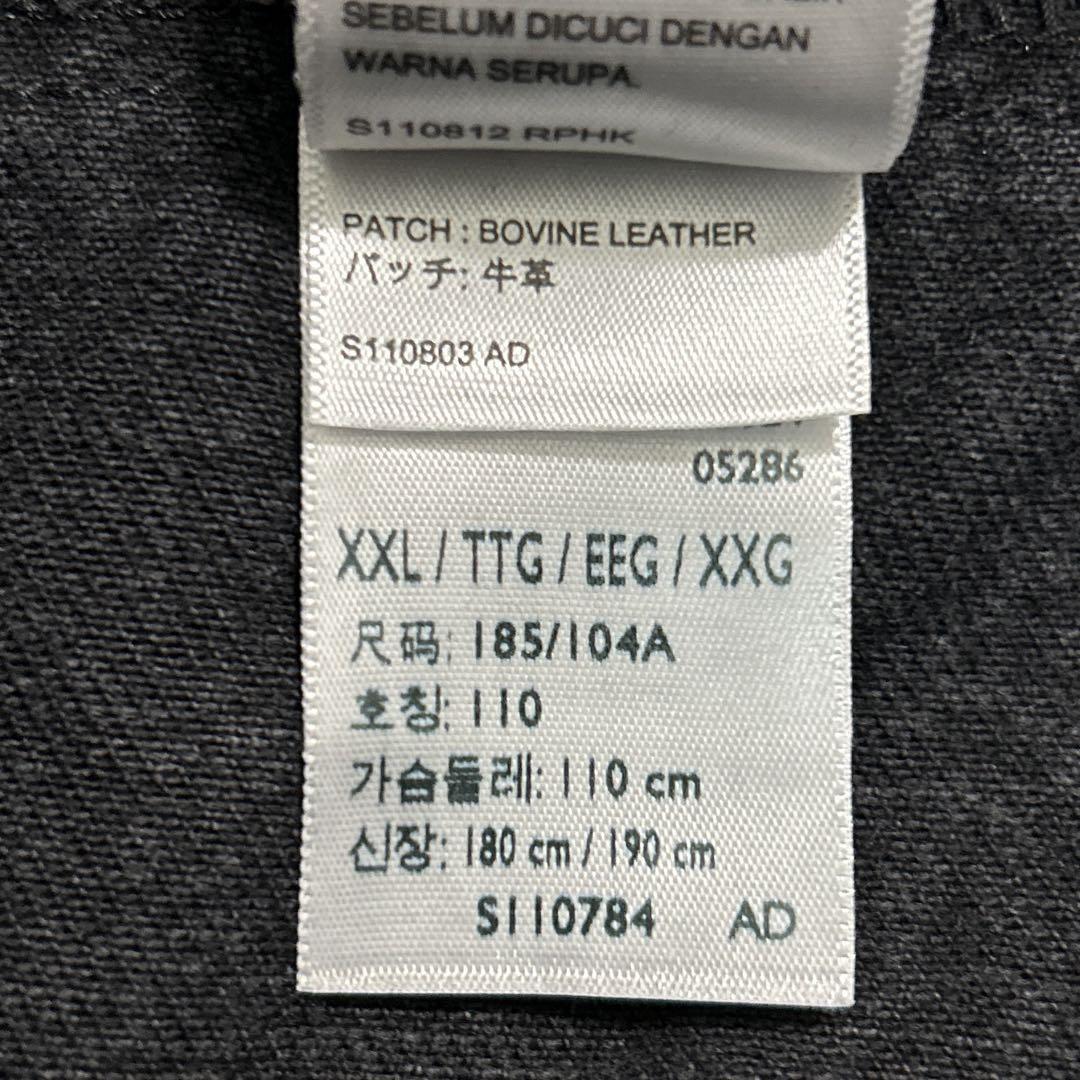 SEBELUM DICUCI DENGAN
WARNA SERUPA.
S110812 RPHK
PATCH : BOVINE LEATHER
パッチ: 牛革
S110803 AD
05286
XXL / TTG / EEG / XXG
尺码: 185/104A
호칭: 110
가슴둘레: 110 cm
신장: 180 cm / 190 cm
S110784 AD